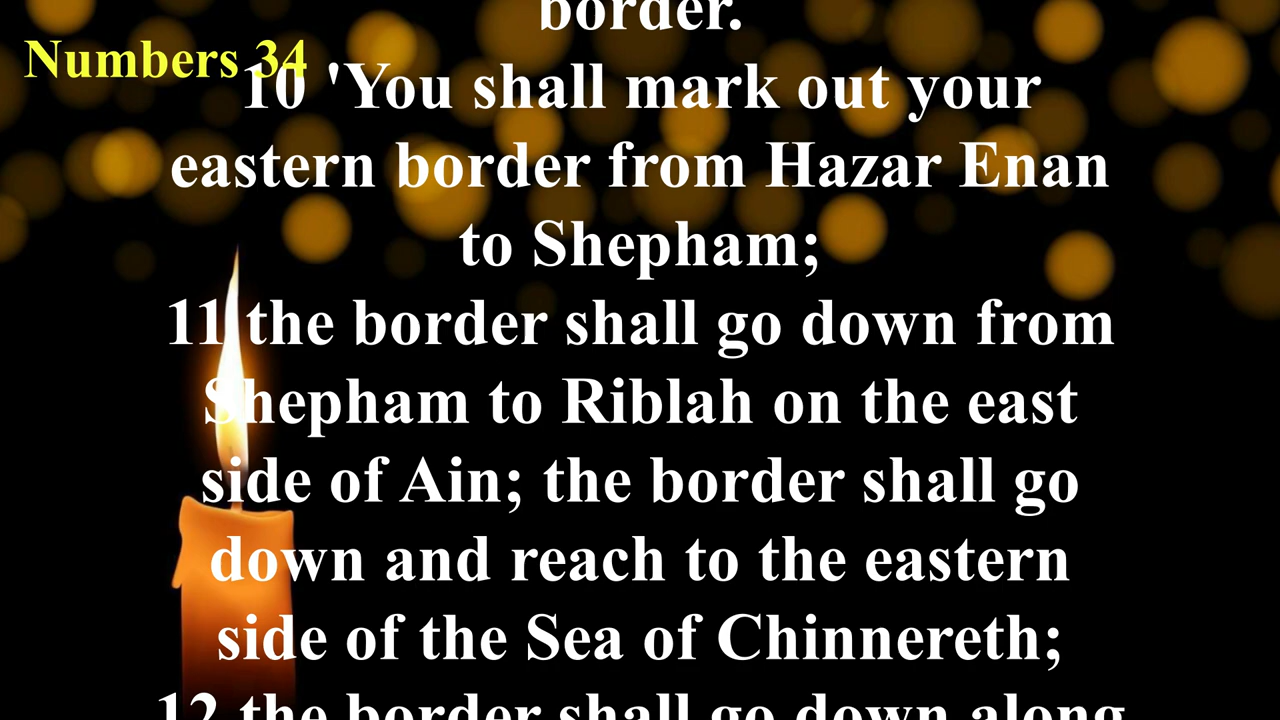 border.
Numbers 34
10 'You shall mark out your
eastern border from Hazar Enan
to Shepham;
11 the border shall go down from
Shepham to Riblah on the east
side of Ain; the border shall go
down and reach to the eastern
side of the Sea of Chinnereth;
12 the border shall go down along